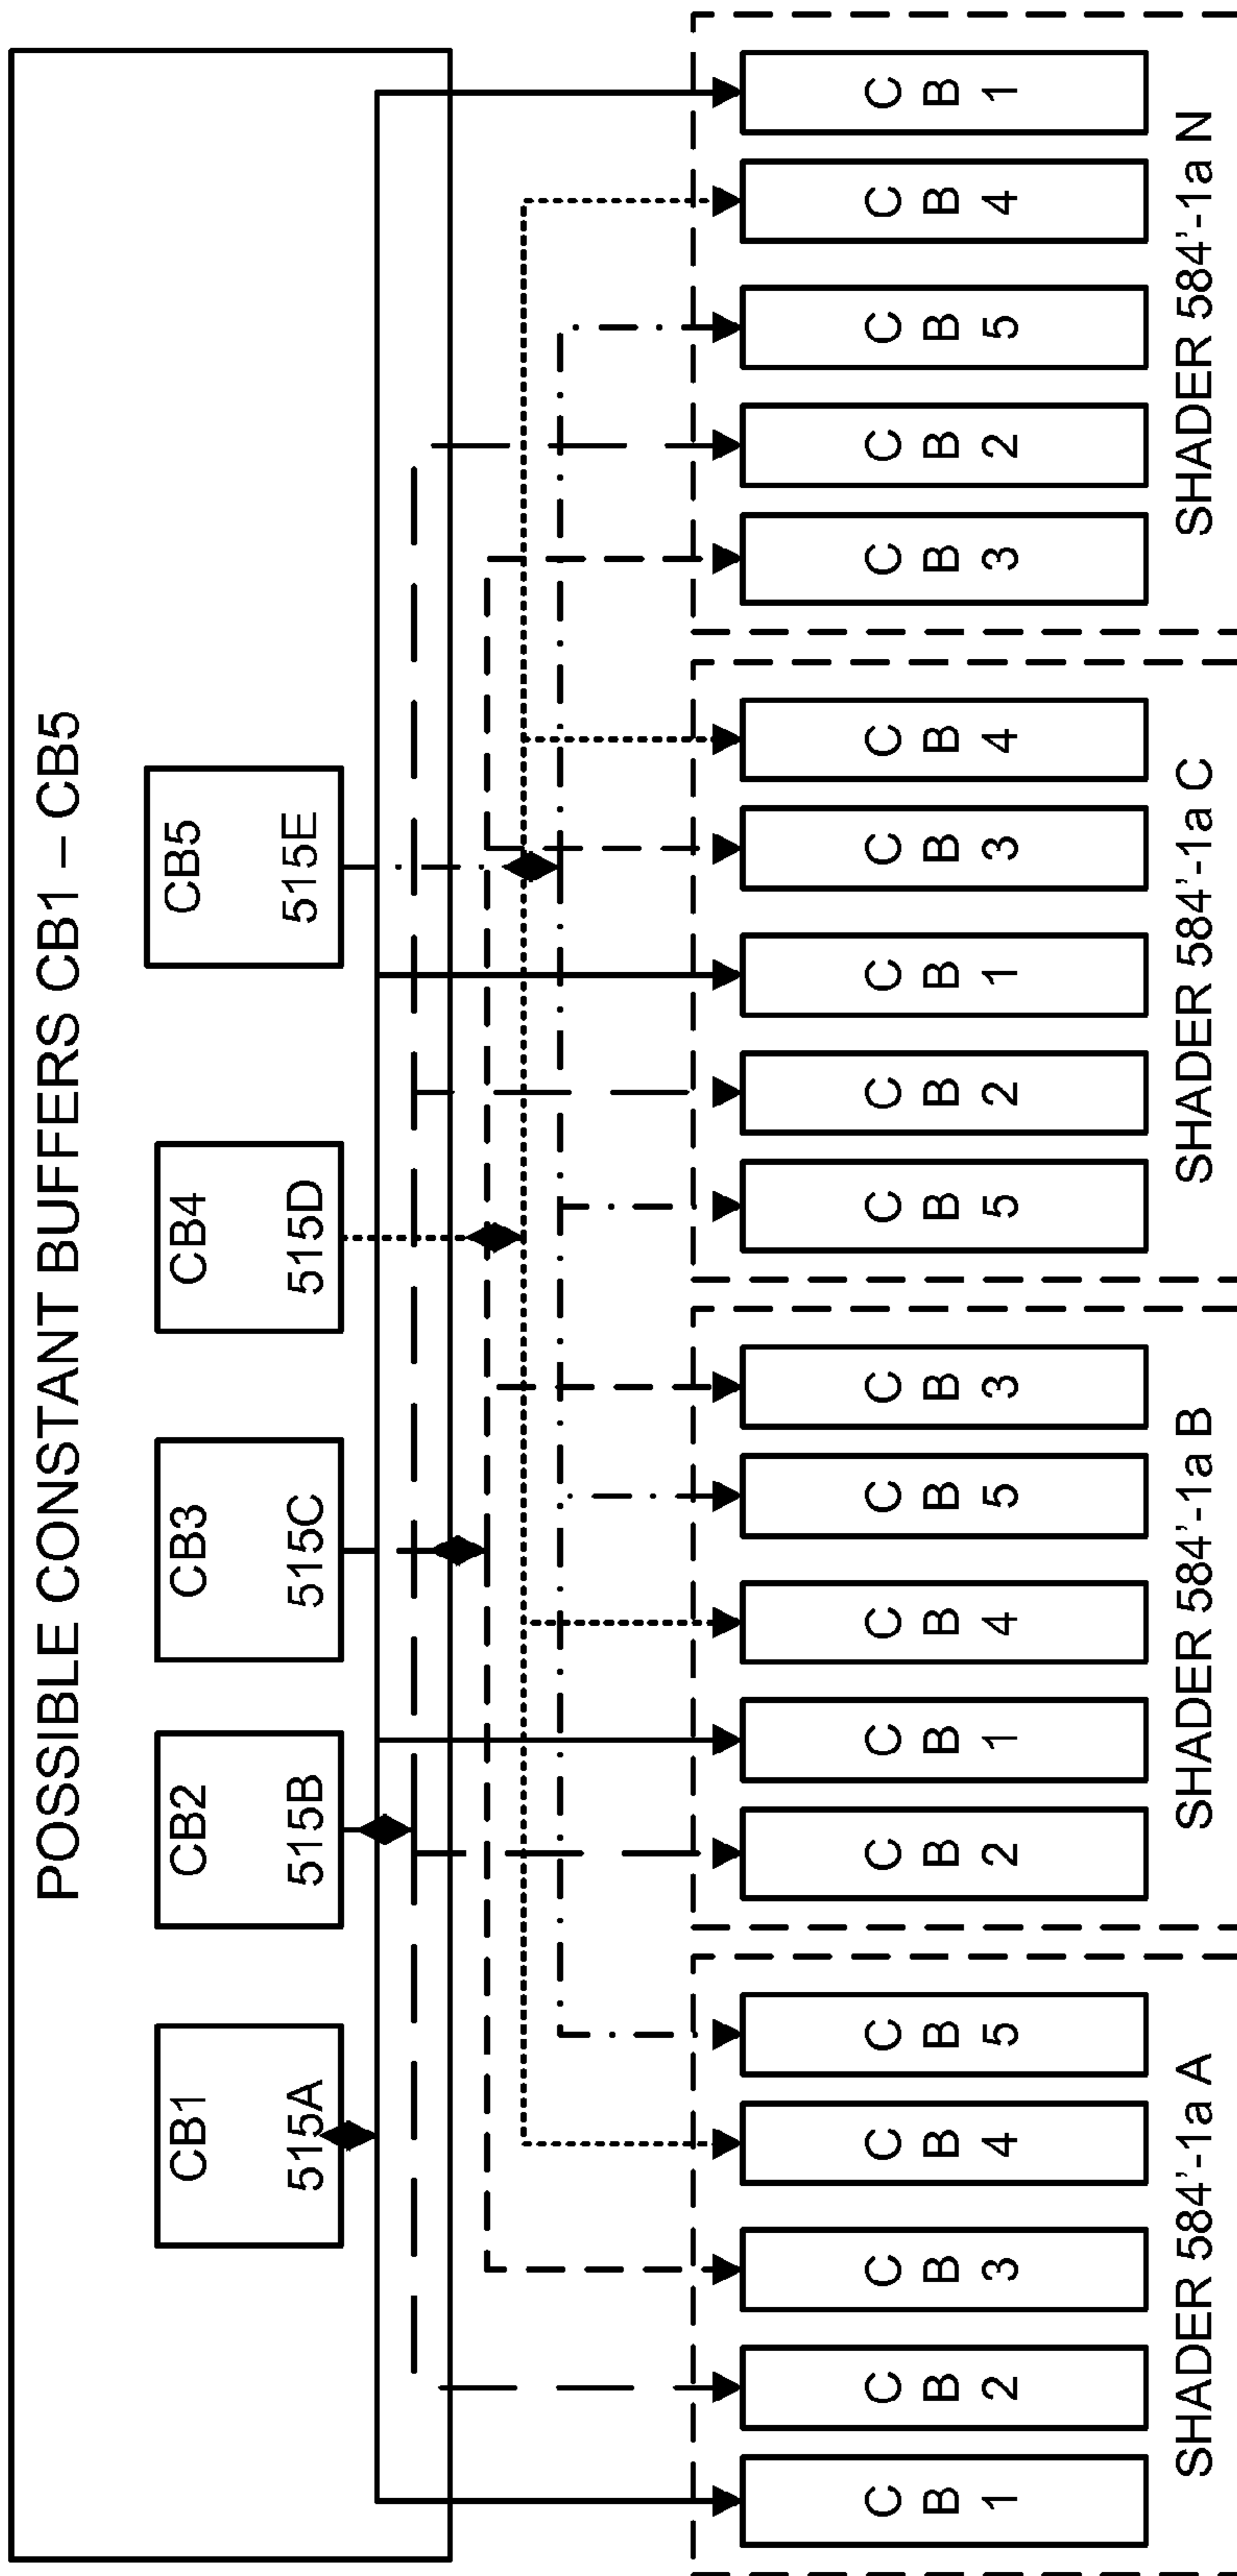 POSSIBLE CONSTANT BUFFERS CB1 – CB5
CB1
515A
CB2
515B
CB3
515C
CB4
515D
CB5
515E
C
B
1
C
B
2
C
B
3
C
B
4
C
B
5
SHADER 584'-1a A
C
B
2
C
B
1
C
B
4
C
B
5
C
B
3
SHADER 584'-1a B
C
B
5
C
B
2
C
B
1
C
B
3
C
B
4
SHADER 584'-1a C
C
B
3
C
B
2
C
B
5
C
B
4
C
B
1
SHADER 584'-1a N